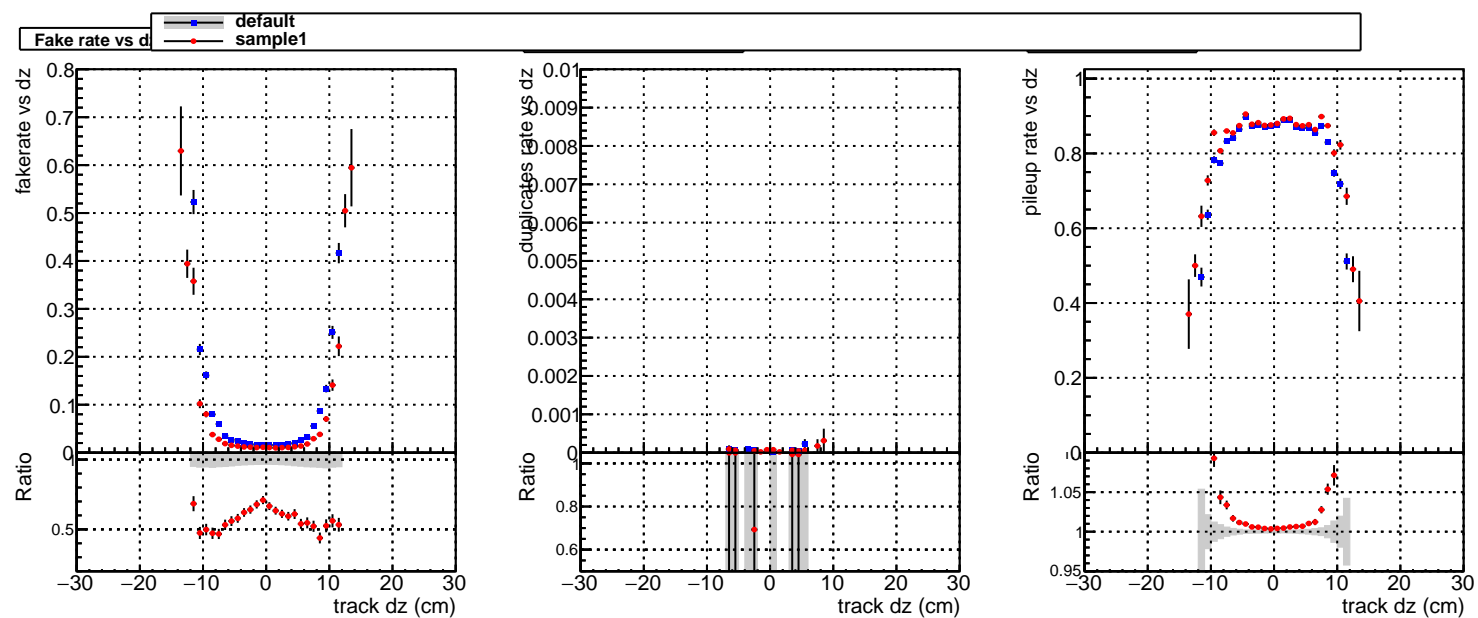 default
sample1
Fake rate vs dz
fakerate vs dz
0.8
0.7
0.6
0.5
0.4
0.3
0.2
0.1
0
Ratio
1
0.5
−30 −20 −10 0 10 20 30
track dz (cm)
duplicates rate vs dz
0.01
0.009
0.008
0.007
0.006
0.005
0.004
0.003
0.002
0.001
0
Ratio
1
0.8
0.6
−30 −20 −10 0 10 20 30
track dz (cm)
pileup rate vs dz
1
0.8
0.6
0.4
0.2
Ratio
1.05
1
0.95
−30 −20 −10 0 10 20 30
track dz (cm)